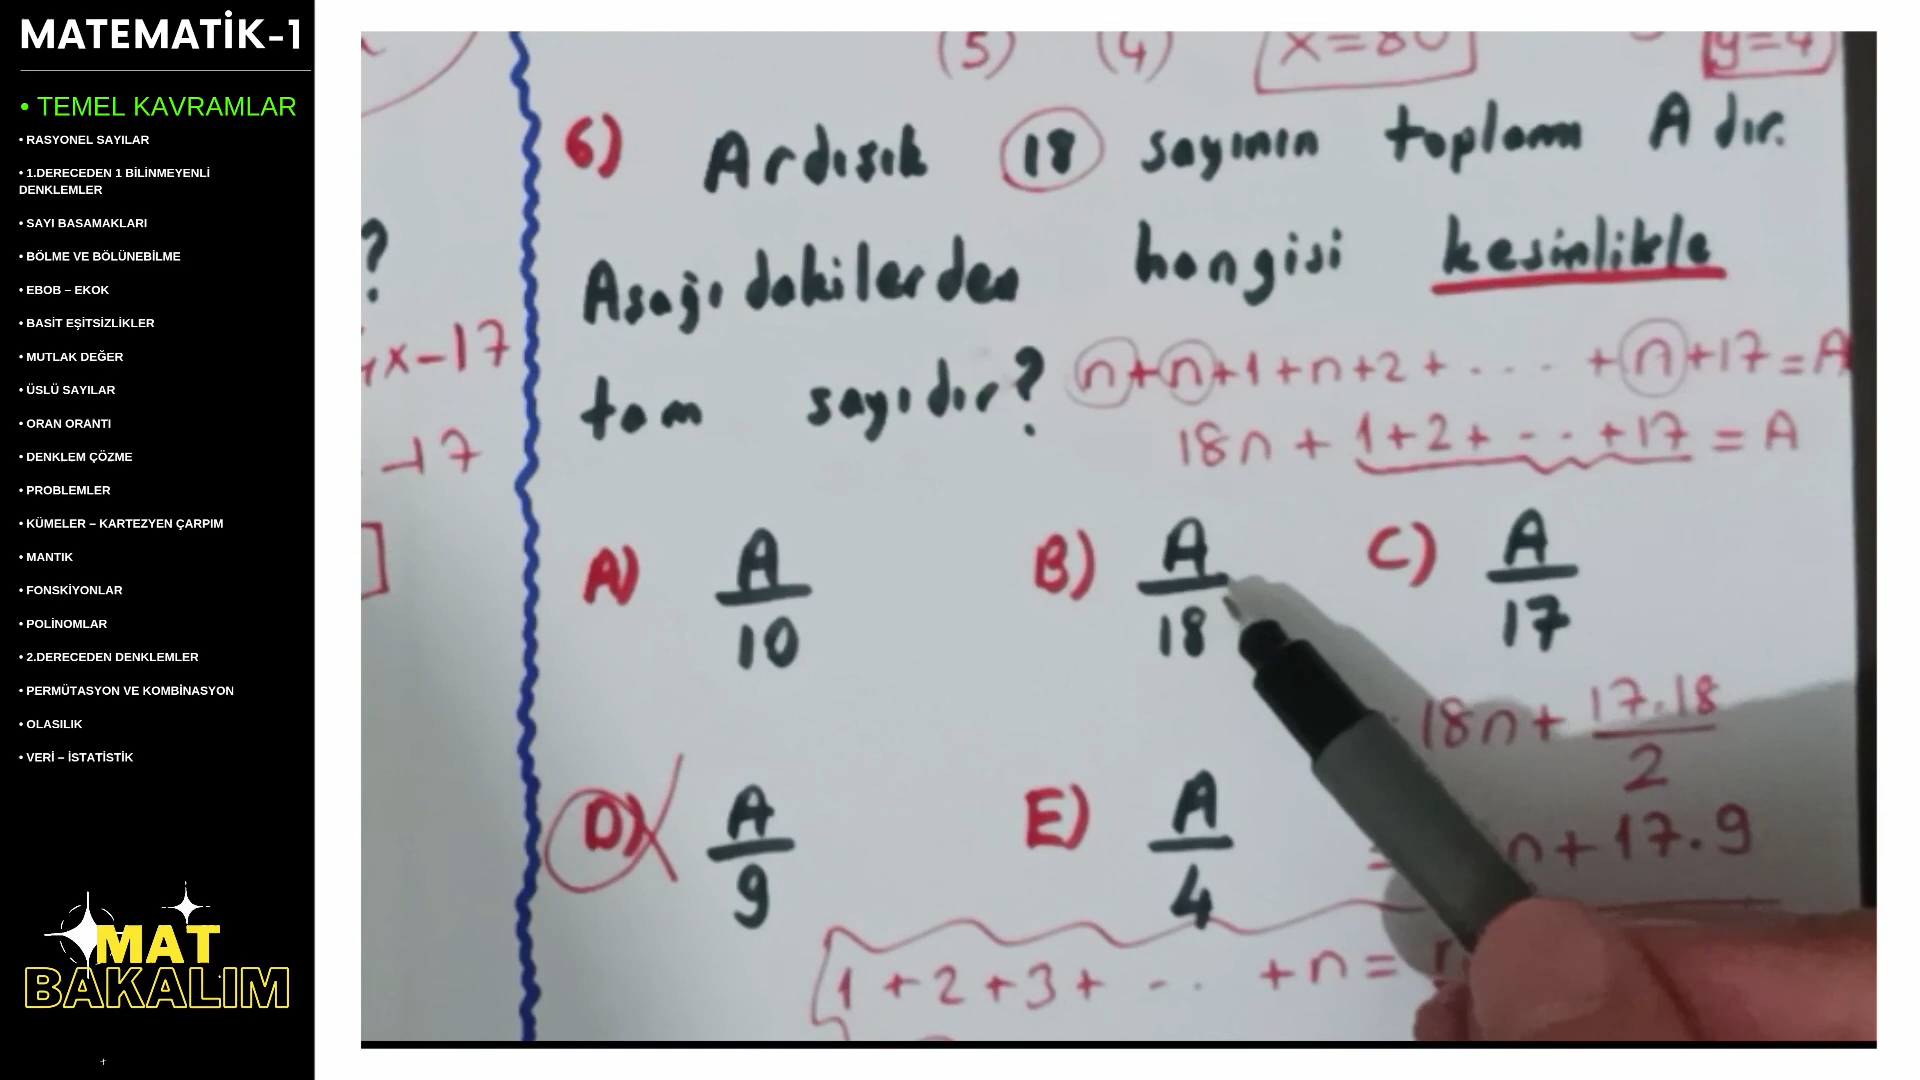 MATEMATİK-1
• TEMEL KAVRAMLAR
• RASYONEL SAYILAR
• 1.DERECEDEN 1 BİLİNMEYENLİ
DENKLEMLER
• SAYI BASAMAKLARI
• BÖLME VE BÖLÜNEBİLME
• EBOB – EKOK
• BASİT EŞİTSİZLİKLER
• MUTLAK DEĞER
• ÜSLÜ SAYILAR
• ORAN ORANTI
• DENKLEM ÇÖZME
• PROBLEMLER
• KÜMELER – KARTEZYEN ÇARPIM
• MANTIK
• FONSKİYONLAR
• POLİNOMLAR
• 2.DERECEDEN DENKLEMLER
• PERMÜTASYON VE KOMBİNASYON
• OLASILIK
• VERİ – İSTATİSTİK
MAT
BAKALIM
(5) (4) x=80 y=4
?
x-17
-17
6) Ardışık 18 sayının toplamı A dır.
Aşağıdakilerden hangisi kesinlikle
tam sayıdır?
n+n+1+n+2+ .... +n+17=A
18n + 1+2+ - .. +17 = A
A) A/10 B) A/18 C) A/17
18n+ 17.18/2
D) A/9 E) A/4
= n+17.9
1+2+3+ - .. +n=